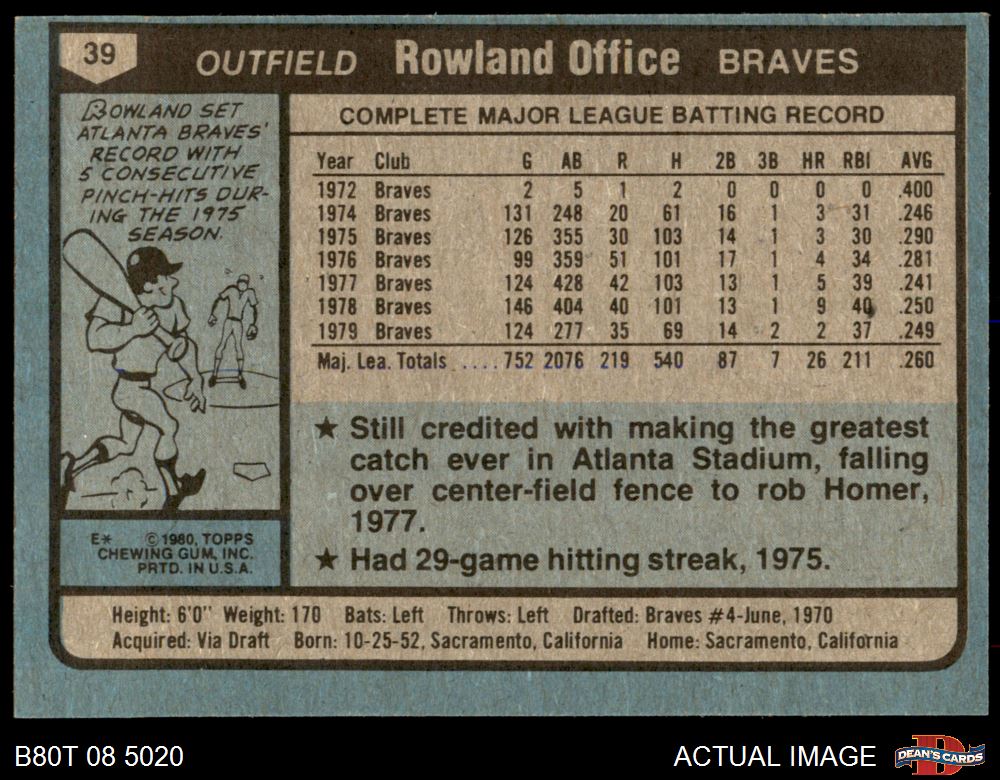 39 OUTFIELD Rowland Office BRAVES
ROWLAND SET
ATLANTA BRAVES'
RECORD WITH
5 CONSECUTIVE
PINCH-HITS DUR-
ING THE 1975
SEASON.
COMPLETE MAJOR LEAGUE BATTING RECORD
Year Club G AB R H 2B 3B HR RBI AVG
1972 Braves 2 5 1 2 0 0 0 0 .400
1974 Braves 131 248 20 61 16 1 3 31 .246
1975 Braves 126 355 30 103 14 1 3 30 .290
1976 Braves 99 359 51 101 17 1 4 34 .281
1977 Braves 124 428 42 103 13 1 5 39 .241
1978 Braves 146 404 40 101 13 1 9 40 .250
1979 Braves 124 277 35 69 14 2 2 37 .249
Maj. Lea. Totals ....752 2076 219 540 87 7 26 211 .260
★ Still credited with making the greatest
catch ever in Atlanta Stadium, falling
over center-field fence to rob Homer,
1977.
★ Had 29-game hitting streak, 1975.
E* ©1980, TOPPS
CHEWING GUM, INC.
PRTD. IN U.S.A.
Height: 6'0" Weight: 170 Bats: Left Throws: Left Drafted: Braves #4-June, 1970
Acquired: Via Draft Born: 10-25-52, Sacramento, California Home: Sacramento, California
B80T 08 5020 ACTUAL IMAGE DEAN'S CARDS